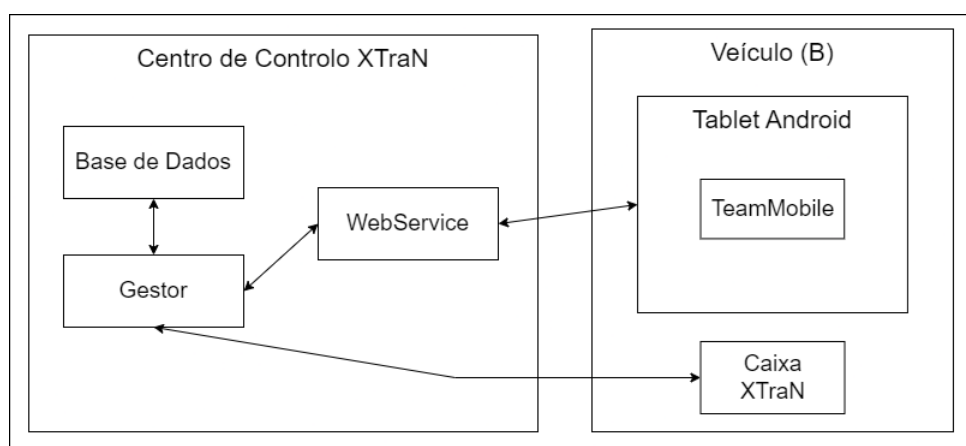 Centro de Controlo XTraN
Base de Dados
Gestor
WebService
Veículo (B)
Tablet Android
TeamMobile
Caixa
XTraN